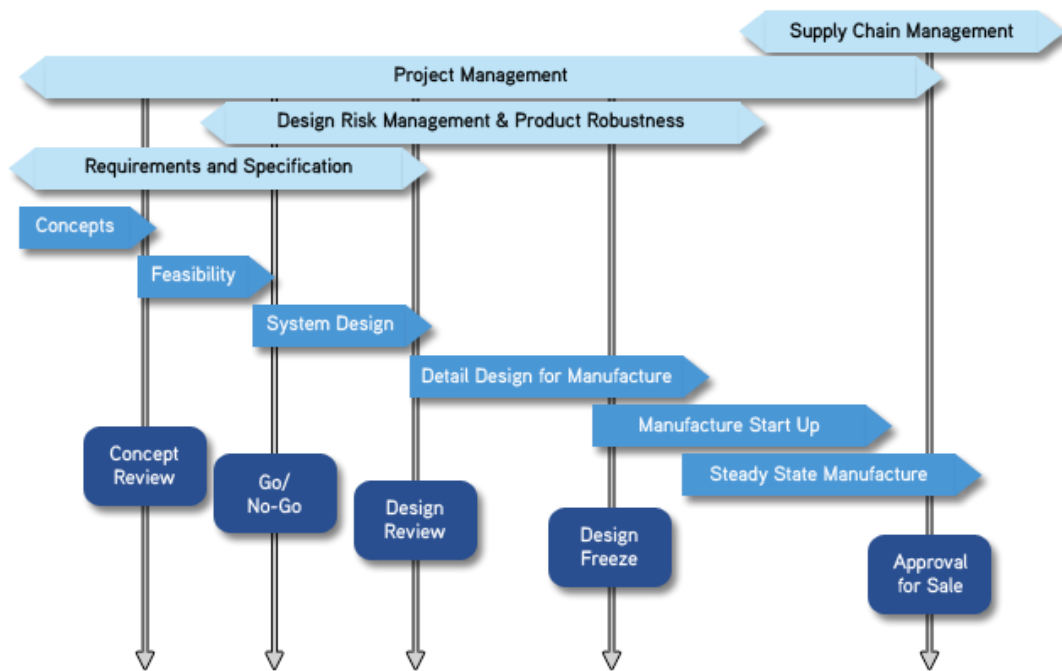 Supply Chain Management
Project Management
Design Risk Management & Product Robustness
Requirements and Specification
Concepts
Feasibility
System Design
Detail Design for Manufacture
Manufacture Start Up
Steady State Manufacture
Concept
Review
Go/
No-Go
Design
Review
Design
Freeze
Approval
for Sale